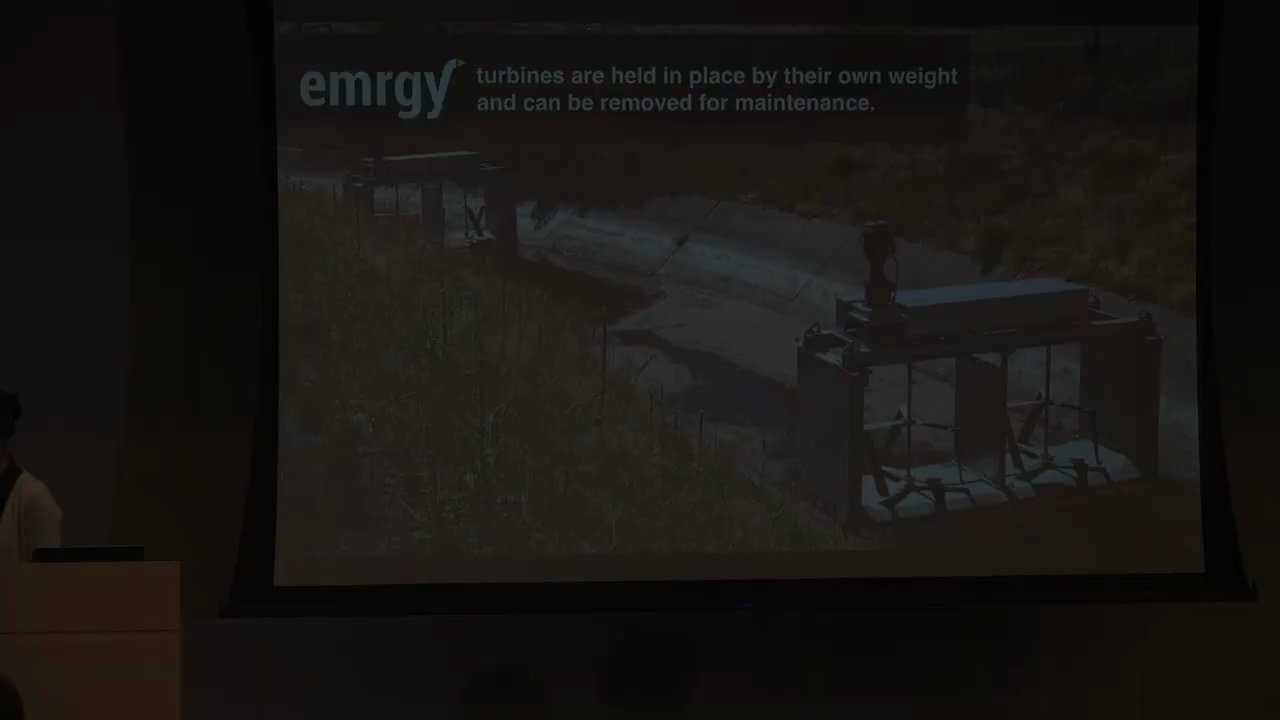 emrgy
turbines are held in place by their own weight
and can be removed for maintenance.